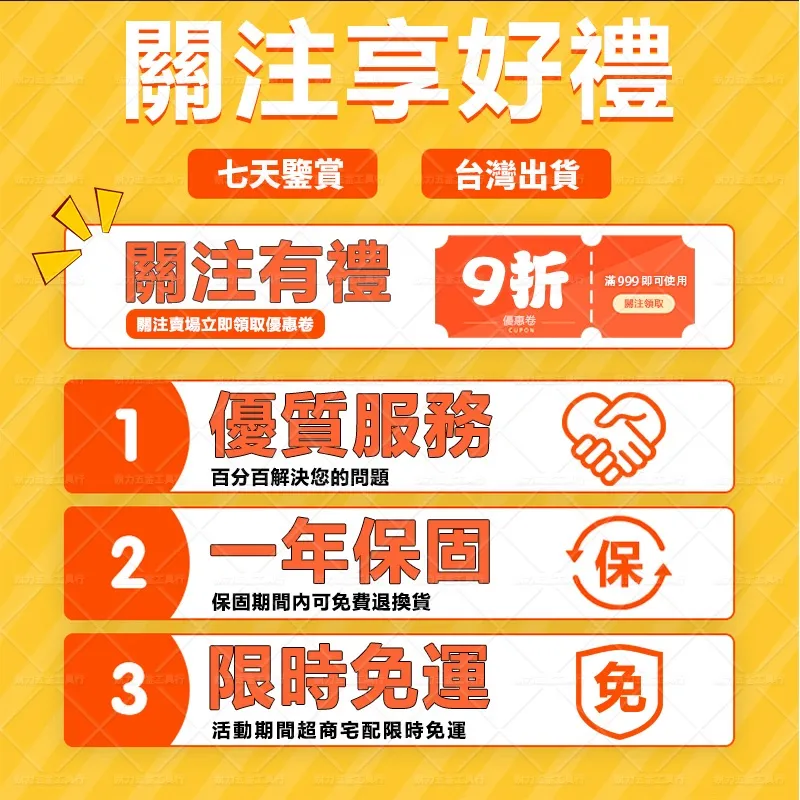 關注享好禮
七天鑒賞
台灣出貨
關注有禮
關注賣場立即領取優惠卷
9折
優惠卷
CUPON
滿999即可使用
關注領取
1
優質服務
百分百解決您的問題
2
一年保固
保固期間內可免費退換貨
保
3
限時免運
活動期間超商宅配限時免運
免